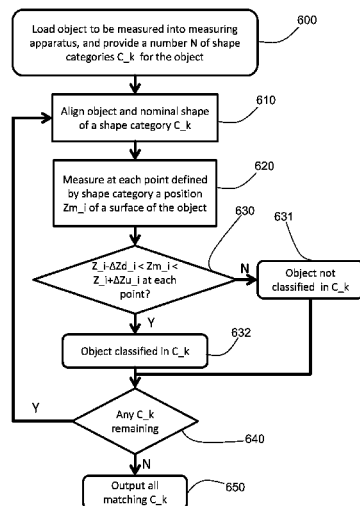 Load object to be measured into measuring
apparatus, and provide a number N of shape
categories C_k for the object
600
Align object and nominal shape
of a shape category C_k
610
Measure at each point defined
by shape category a position
Zm_i of a surface of the object
620
630
631
Z_i-ΔZd_i < Zm_i <
Z_i+ΔZu_i at each
point?
N
Object not
classified in C_k
Y
632
Object classified in C_k
Y
Any C_k
remaining
640
N
Output all
matching C_k
650